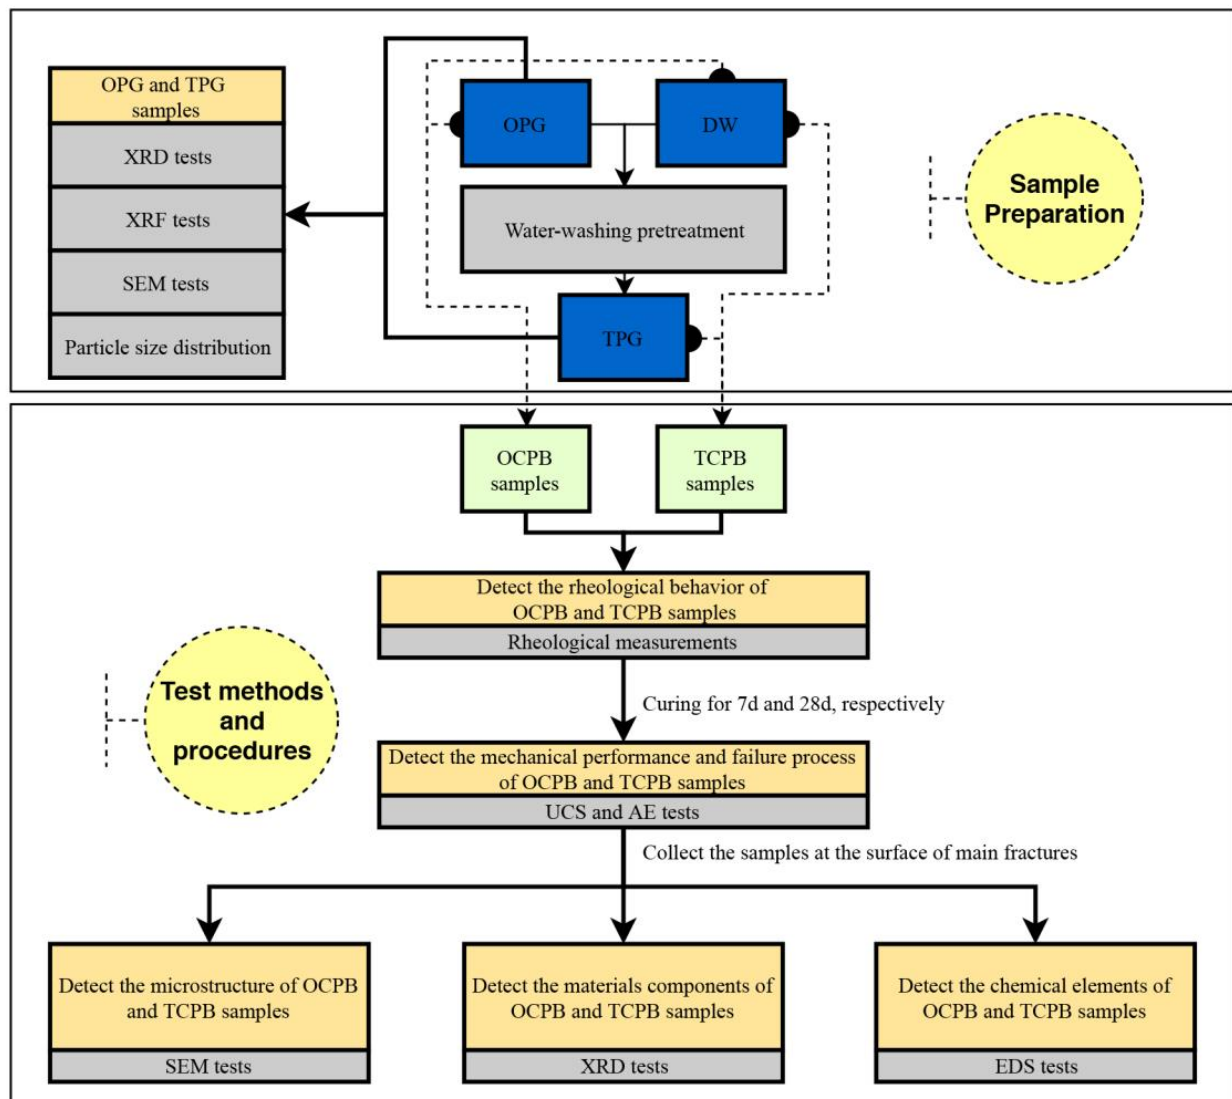 OPG and TPG
samples
XRD tests
XRF tests
SEM tests
Particle size distribution
OPG
DW
Water-washing pretreatment
TPG
Sample
Preparation
OCPB
samples
TCPB
samples
Detect the rheological behavior of
OCPB and TCPB samples
Rheological measurements
Curing for 7d and 28d, respectively
Test methods
and
procedures
Detect the mechanical performance and failure process
of OCPB and TCPB samples
UCS and AE tests
Collect the samples at the surface of main fractures
Detect the microstructure of OCPB
and TCPB samples
SEM tests
Detect the materials components of
OCPB and TCPB samples
XRD tests
Detect the chemical elements of
OCPB and TCPB samples
EDS tests